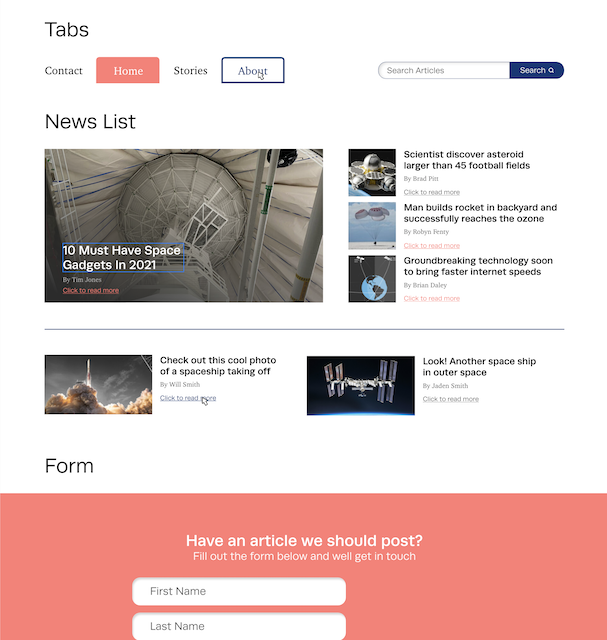 Tabs
Contact
Home
Stories
About
Search Articles
Search
News List
10 Must Have Space
Gadgets In 2021
By Tim Jones
Click to read more
Scientist discover asteroid
larger than 45 football fields
By Brad Pitt
Click to read more
Man builds rocket in backyard and
successfully reaches the ozone
By Robyn Fenty
Click to read more
Groundbreaking technology soon
to bring faster internet speeds
By Brian Daley
Click to read more
Check out this cool photo
of a spaceship taking off
By Will Smith
Click to read more
Look! Another space ship
in outer space
By Jaden Smith
Click to read more
Form
Have an article we should post?
Fill out the form below and well get in touch
First Name
Last Name